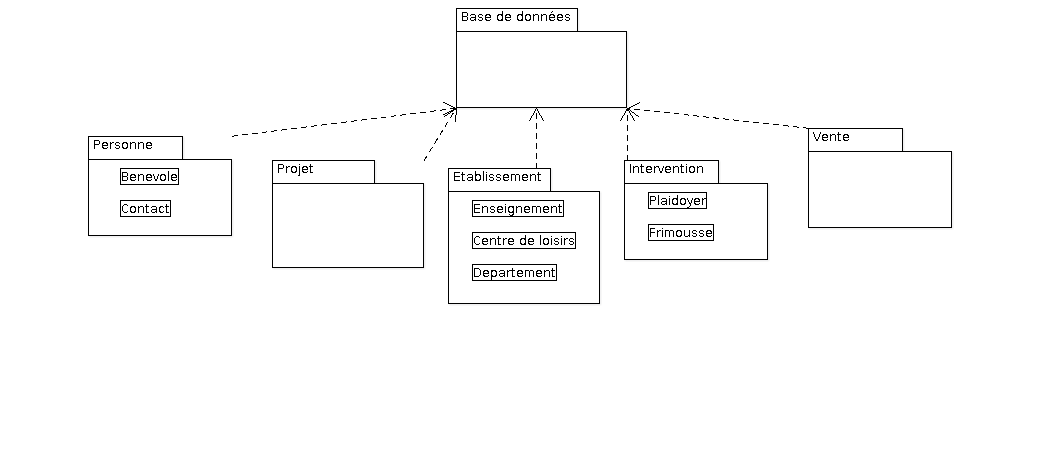 Base de données
Personne
Benevole
Contact
Projet
Etablissement
Enseignement
Centre de loisirs
Departement
Intervention
Plaidoyer
Frimousse
Vente